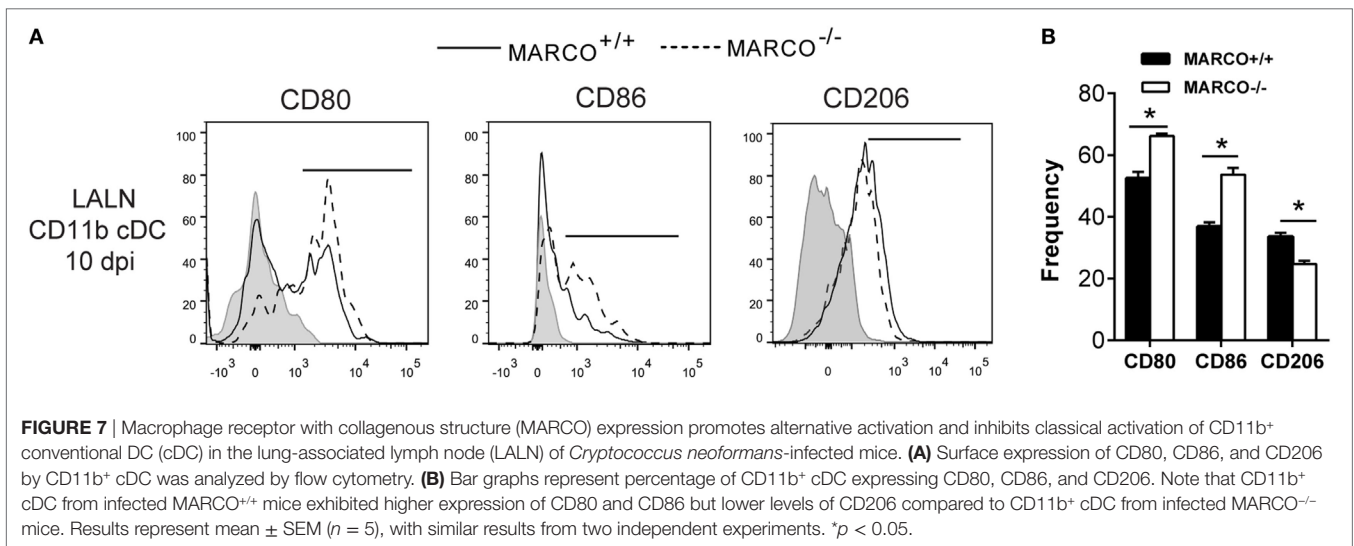 A
MARCO+/+ MARCO-/-
B
MARCO+/+
MARCO-/-
CD80 CD86 CD206
LALN
CD11b cDC
10 dpi
100
80
60
40
20
0
-10³ 0 10³ 10⁴ 10⁵
100
80
60
40
20
0
-10³ 0 10³ 10⁴ 10⁵
100
80
60
40
20
0
-10³ 0 10³ 10⁴ 10⁵
Frequency
80
60
40
20
0
* * *
CD80 CD86 CD206
FIGURE 7 | Macrophage receptor with collagenous structure (MARCO) expression promotes alternative activation and inhibits classical activation of CD11b⁺
conventional DC (cDC) in the lung-associated lymph node (LALN) of Cryptococcus neoformans-infected mice. (A) Surface expression of CD80, CD86, and CD206
by CD11b⁺ cDC was analyzed by flow cytometry. (B) Bar graphs represent percentage of CD11b⁺ cDC expressing CD80, CD86, and CD206. Note that CD11b⁺
cDC from infected MARCO⁺/⁺ mice exhibited higher expression of CD80 and CD86 but lower levels of CD206 compared to CD11b⁺ cDC from infected MARCO⁻/⁻
mice. Results represent mean ± SEM (n = 5), with similar results from two independent experiments. *p < 0.05.